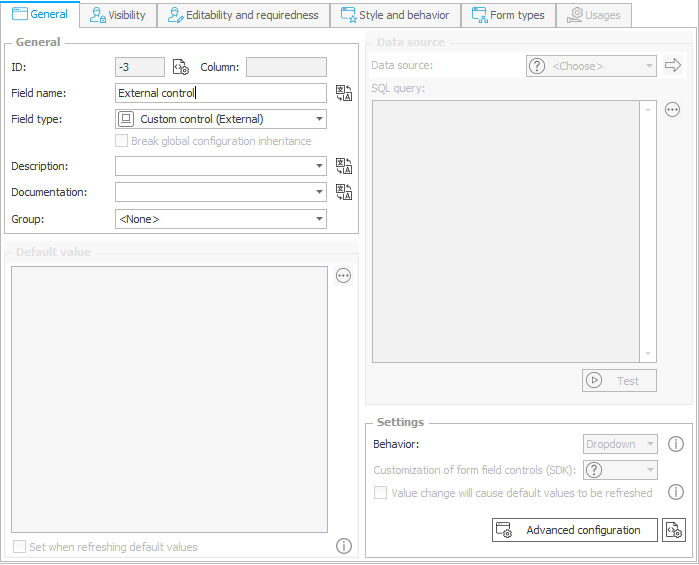 General
Visibility
Editability and requiredness
Style and behavior
Form types
Usages
General
ID:
-3
Column:
Field name:
External control
Field type:
Custom control (External)
Break global configuration inheritance
Description:
Documentation:
Group:
<None>
Default value
Set when refreshing default values
Data source
Data source:
<Choose>
SQL query:
Test
Settings
Behavior:
Dropdown
Customization of form field controls (SDK):
Value change will cause default values to be refreshed
Advanced configuration